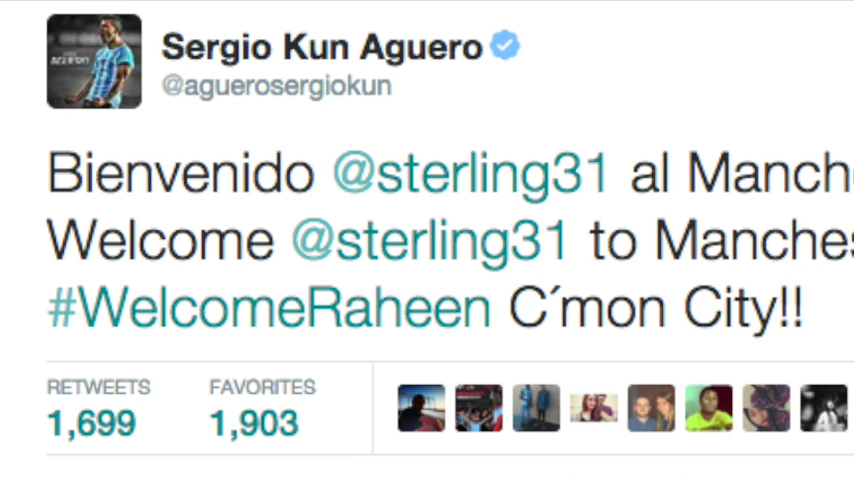 Sergio Kun Aguero
@aguerosergiokun
Bienvenido @sterling31 al Manch
Welcome @sterling31 to Manches
#WelcomeRaheen C´mon City!!
RETWEETS FAVORITES
1,699 1,903